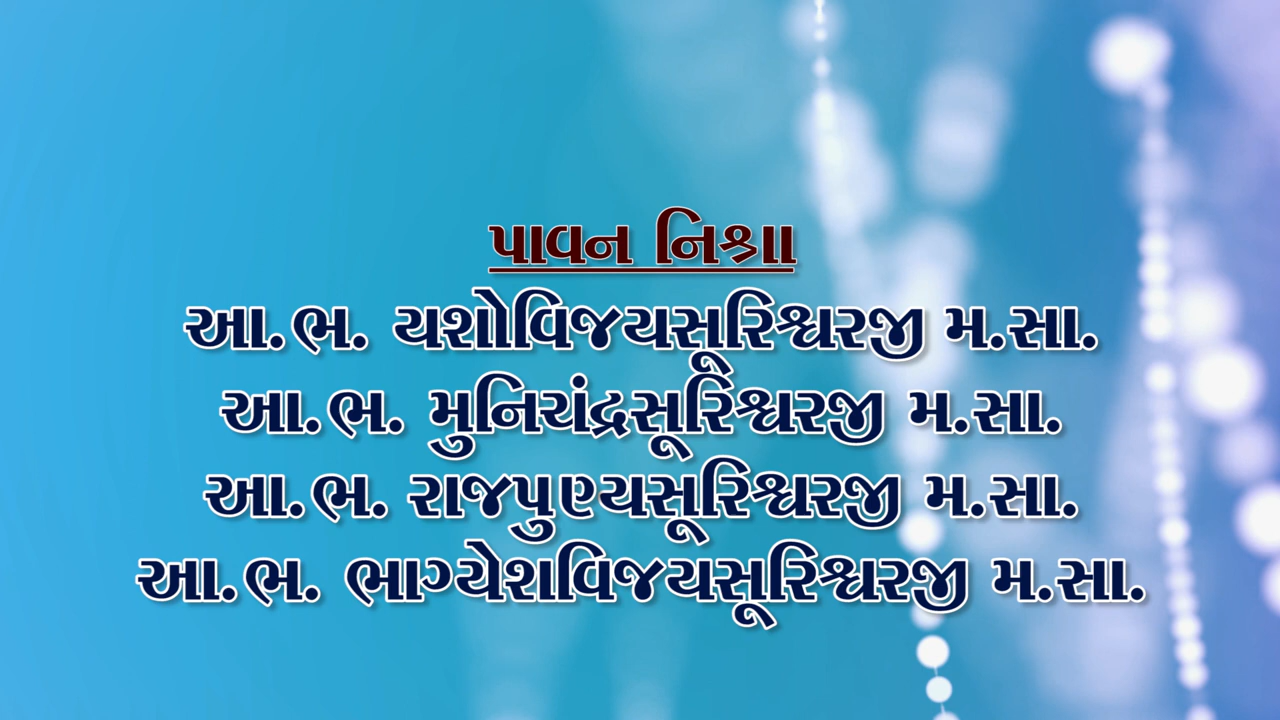 પાવન નિશ્રા
આ.ભ. યશોવિજયસૂરિશ્વરજી મ.સા.
આ.ભ. મુનિચંદ્રસૂરિશ્વરજી મ.સા.
આ.ભ. રાજપુણ્યસૂરિશ્વરજી મ.સા.
આ.ભ. ભાગ્યેશવિજયસૂરિશ્વરજી મ.સા.